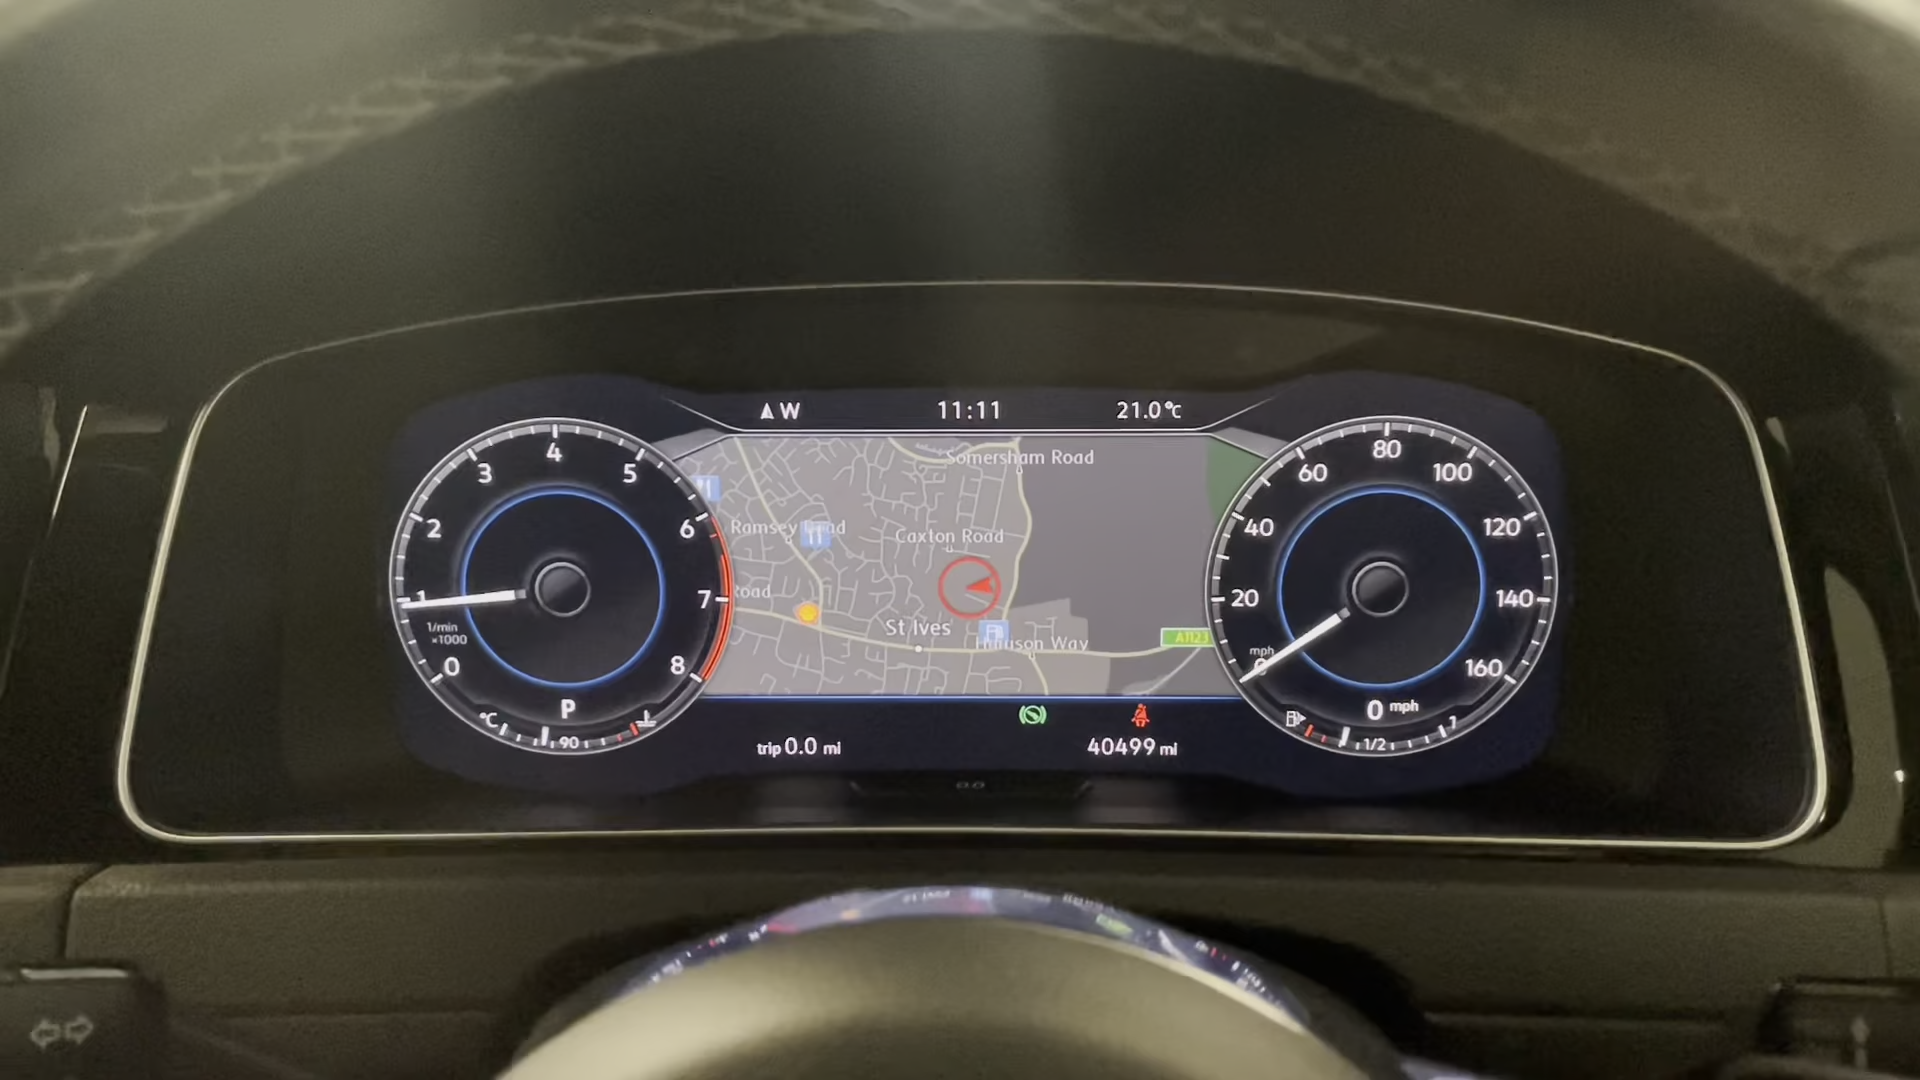 W
11:11
21.0°C
Somersham Road
Ramsey Road
Caxton Road
Road
St Ives
Way
A1123
0
1
2
3
4
5
6
7
8
1/min
×1000
P
°C
90
0
20
40
60
80
100
120
140
160
mph
0 mph
1/2
1
trip 0.0 mi
40499 mi